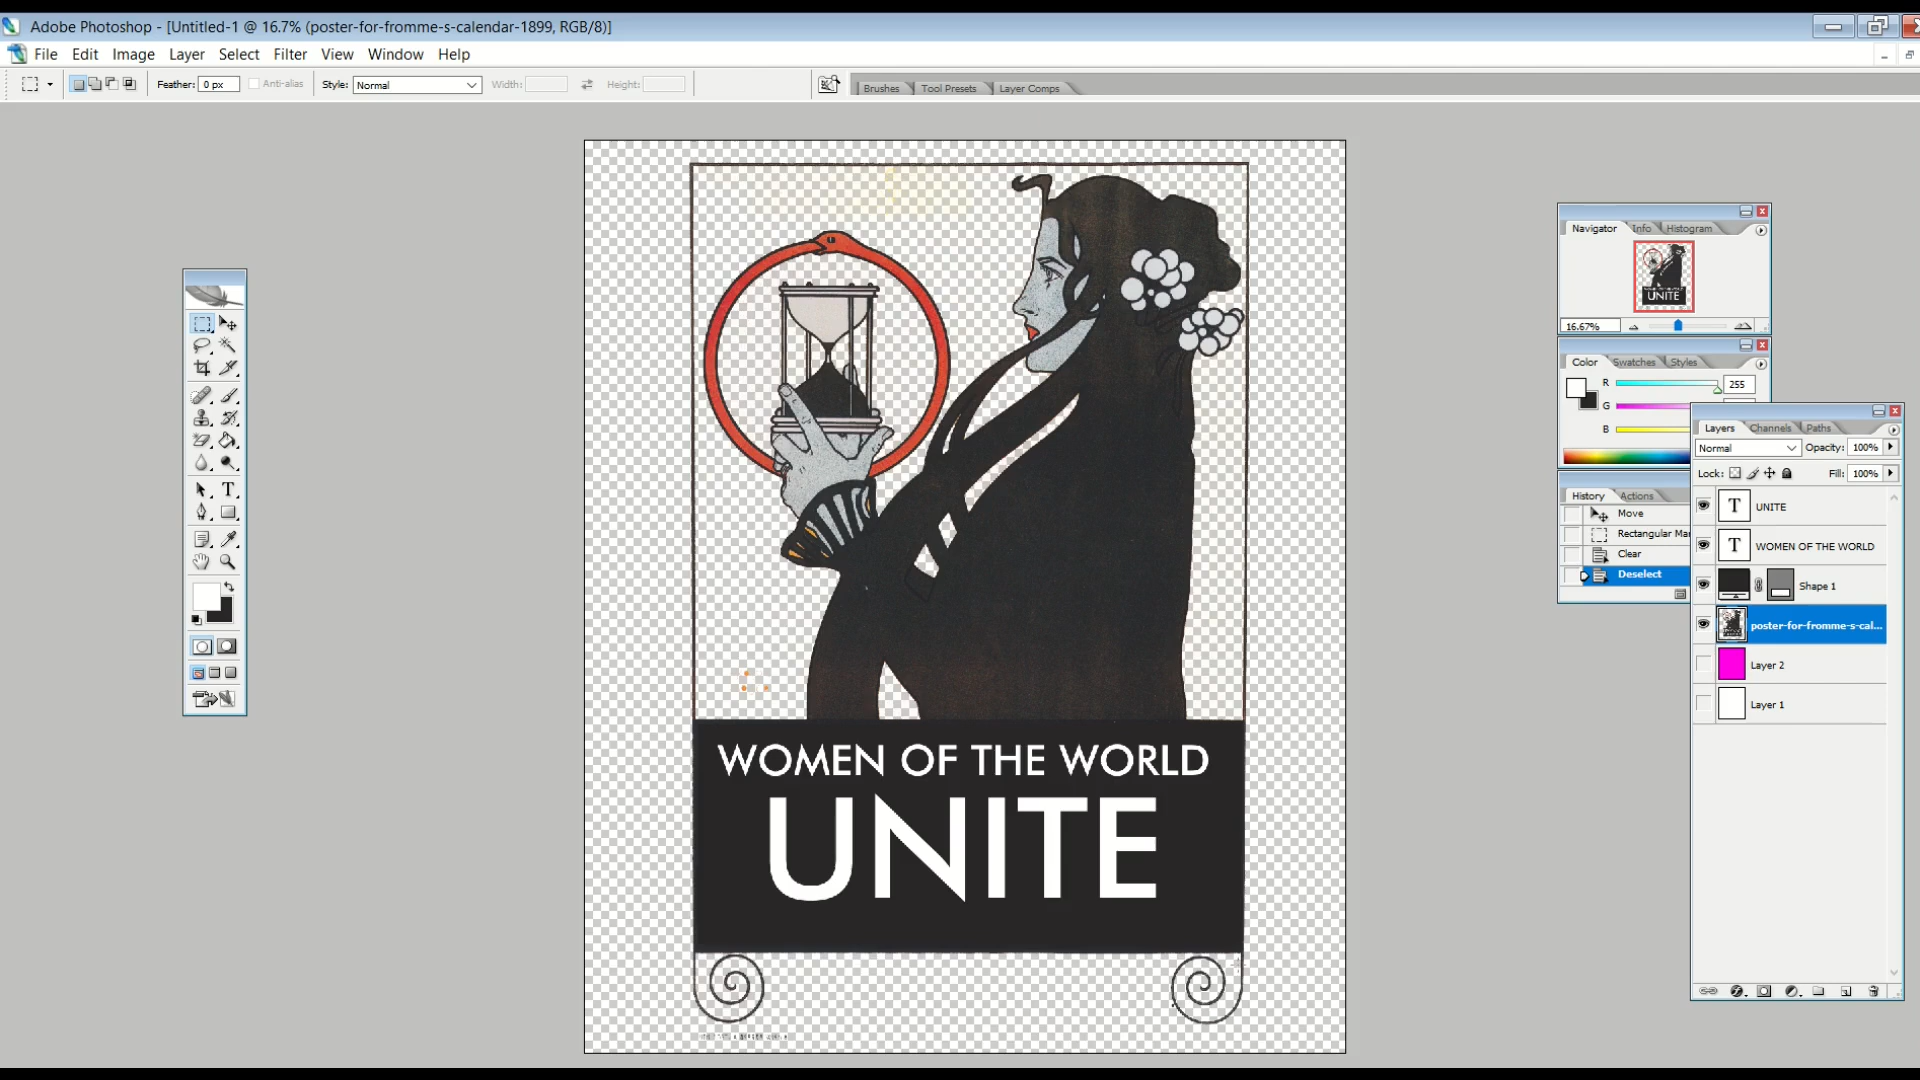 Adobe Photoshop - [Untitled-1 @ 16.7% (poster-for-fromme-s-calendar-1899, RGB/8)]
File Edit Image Layer Select Filter View Window Help
Feather: 0 px Anti-alias Style: Normal Width: Height: Brushes Tool Presets Layer Comps
Navigator Info Histogram
UNITE
16.67%
Color Swatches Styles
R 255
G
B
History Actions
Move
Rectangular Mar
Clear
Deselect
Layers Channels Paths
Normal Opacity: 100%
Lock: Fill: 100%
T UNITE
T WOMEN OF THE WORLD
Shape 1
poster-for-fromme-s-cal...
Layer 2
Layer 1
WOMEN OF THE WORLD
UNITE